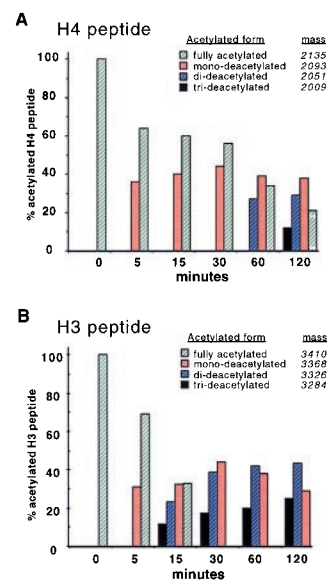 A
H4 peptide
Acetylated form mass
fully acetylated 2135
mono-deacetylated 2093
di-deacetylated 2051
tri-deacetylated 2009
% acetylated H4 peptide
100
80
60
40
20
0
0 5 15 30 60 120
minutes
B
H3 peptide
Acetylated form mass
fully acetylated 3410
mono-deacetylated 3368
di-deacetylated 3326
tri-deacetylated 3284
% acetylated H3 peptide
100
80
60
40
20
0
0 5 15 30 60 120
minutes